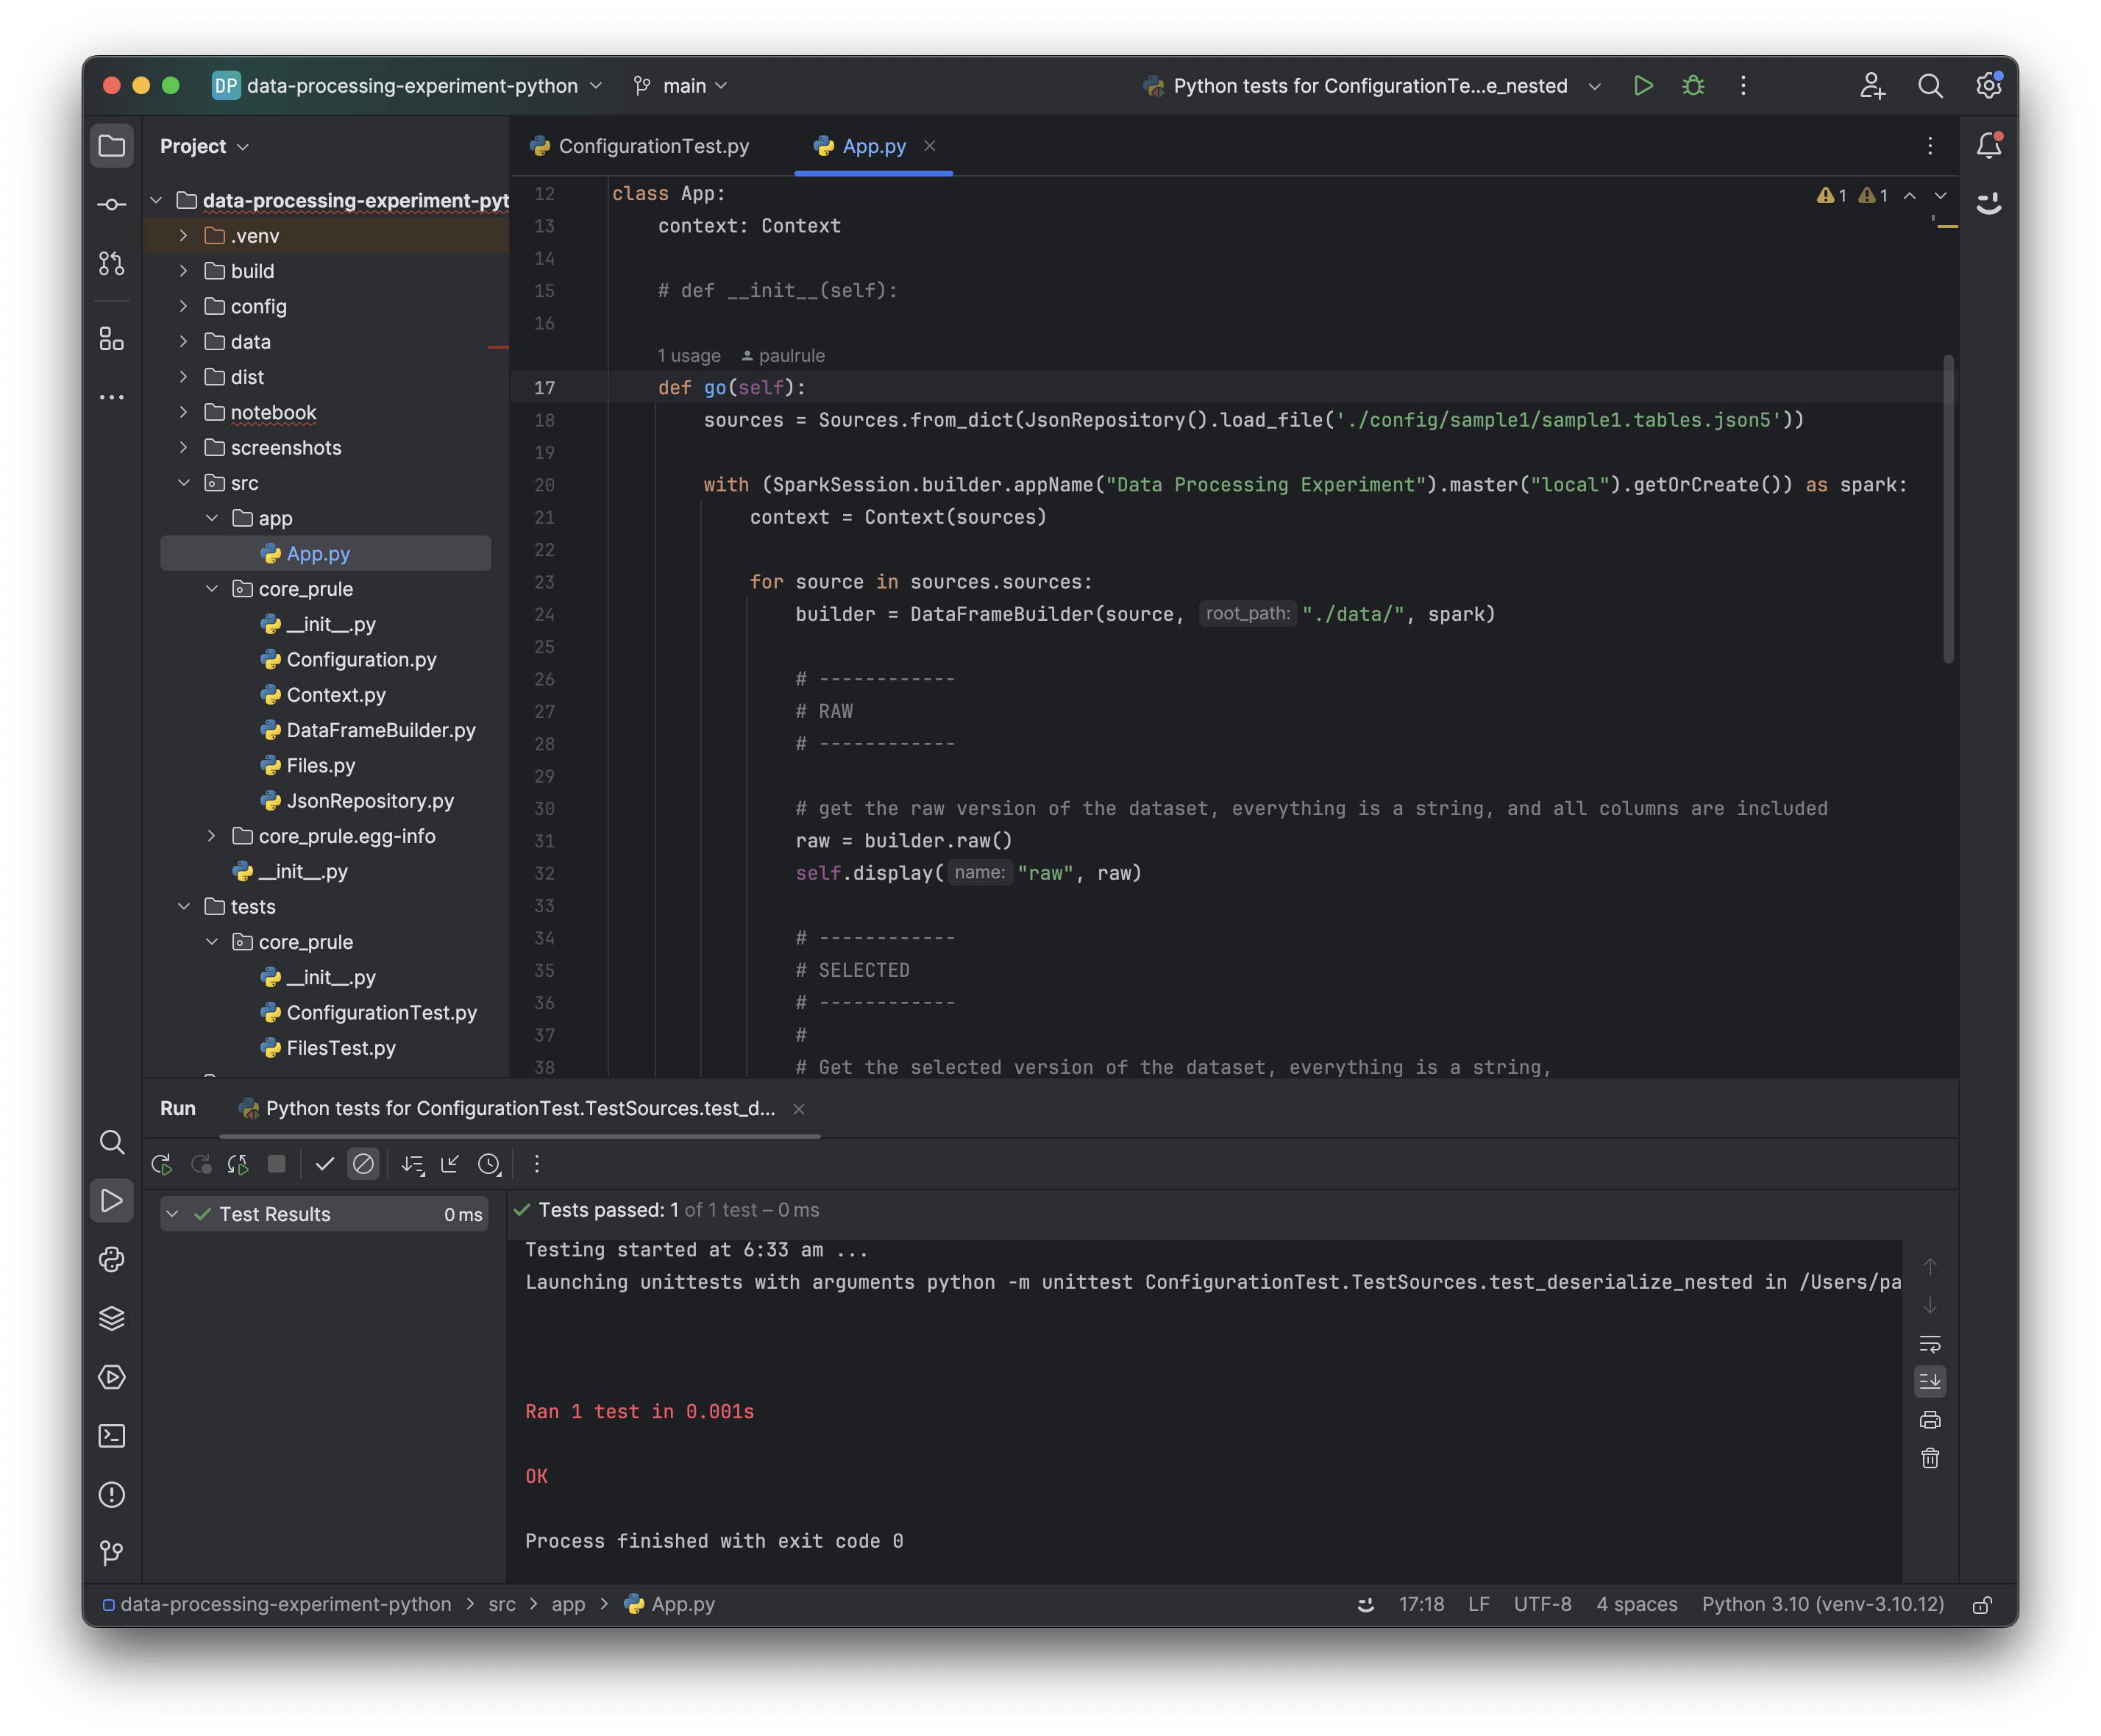 DP data-processing-experiment-python main Python tests for ConfigurationTe...e_nested
Project
data-processing-experiment-pyt
.venv
build
config
data
dist
notebook
screenshots
src
app
App.py
core_prule
__init__.py
Configuration.py
Context.py
DataFrameBuilder.py
Files.py
JsonRepository.py
core_prule.egg-info
__init__.py
tests
core_prule
__init__.py
ConfigurationTest.py
FilesTest.py
ConfigurationTest.py App.py
1 1
12 class App:
13 context: Context
14
15 # def __init__(self):
16
1 usage paulrule
17 def go(self):
18 sources = Sources.from_dict(JsonRepository().load_file('./config/sample1/sample1.tables.json5'))
19
20 with (SparkSession.builder.appName("Data Processing Experiment").master("local").getOrCreate()) as spark:
21 context = Context(sources)
22
23 for source in sources.sources:
24 builder = DataFrameBuilder(source, root_path: "./data/", spark)
25
26 # ------------
27 # RAW
28 # ------------
29
30 # get the raw version of the dataset, everything is a string, and all columns are included
31 raw = builder.raw()
32 self.display( name: "raw", raw)
33
34 # ------------
35 # SELECTED
36 # ------------
37 #
38 # Get the selected version of the dataset, everything is a string,
Run Python tests for ConfigurationTest.TestSources.test_d...
Test Results 0 ms
Tests passed: 1 of 1 test – 0 ms
Testing started at 6:33 am ...
Launching unittests with arguments python -m unittest ConfigurationTest.TestSources.test_deserialize_nested in /Users/pa
Ran 1 test in 0.001s
OK
Process finished with exit code 0
data-processing-experiment-python > src > app > App.py 17:18 LF UTF-8 4 spaces Python 3.10 (venv-3.10.12)